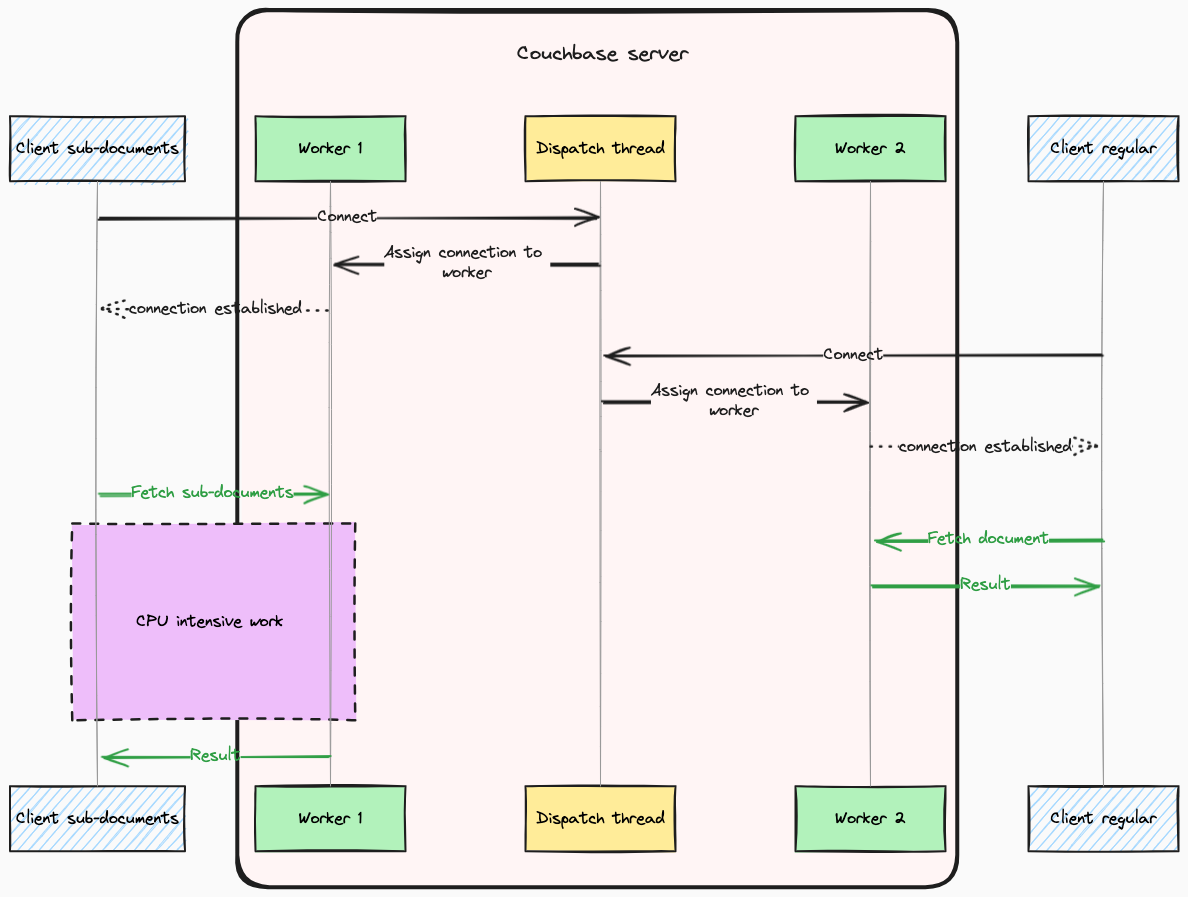 Couchbase server
Client sub-documents
Worker 1
Dispatch thread
Worker 2
Client regular
Connect
Assign connection to
worker
connection established
Connect
Assign connection to
worker
connection established
Fetch sub-documents
Fetch document
Result
CPU intensive work
Result
Client sub-documents
Worker 1
Dispatch thread
Worker 2
Client regular